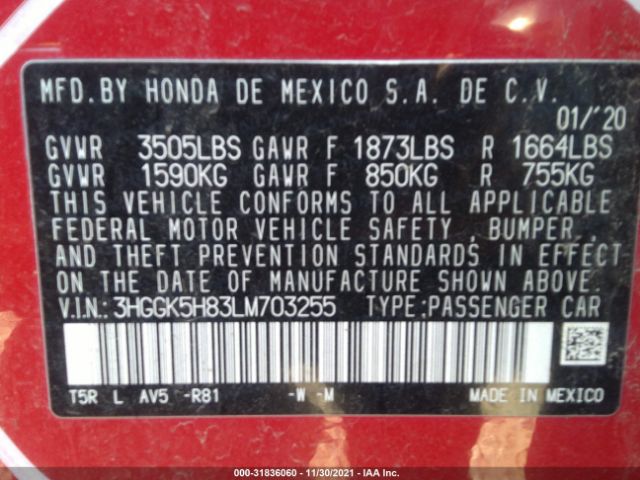 MFD. BY HONDA DE MEXICO S.A. DE C.V.
01/'20
GVWR 3505LBS GAWR F 1873LBS R 1664LBS
GVWR 1590KG GAWR F 850KG R 755KG
THIS VEHICLE CONFORMS TO ALL APPLICABLE
FEDERAL MOTOR VEHICLE SAFETY , BUMPER ,
AND THEFT PREVENTION STANDARDS IN EFFECT
ON THE DATE OF MANUFACTURE SHOWN ABOVE.
V.I.N.: 3HGGK5H83LM703255 TYPE: PASSENGER CAR
T5R L AV5 -R81 -W -M MADE IN MEXICO
000-31836060 — 11/30/2021 — IAA Inc.